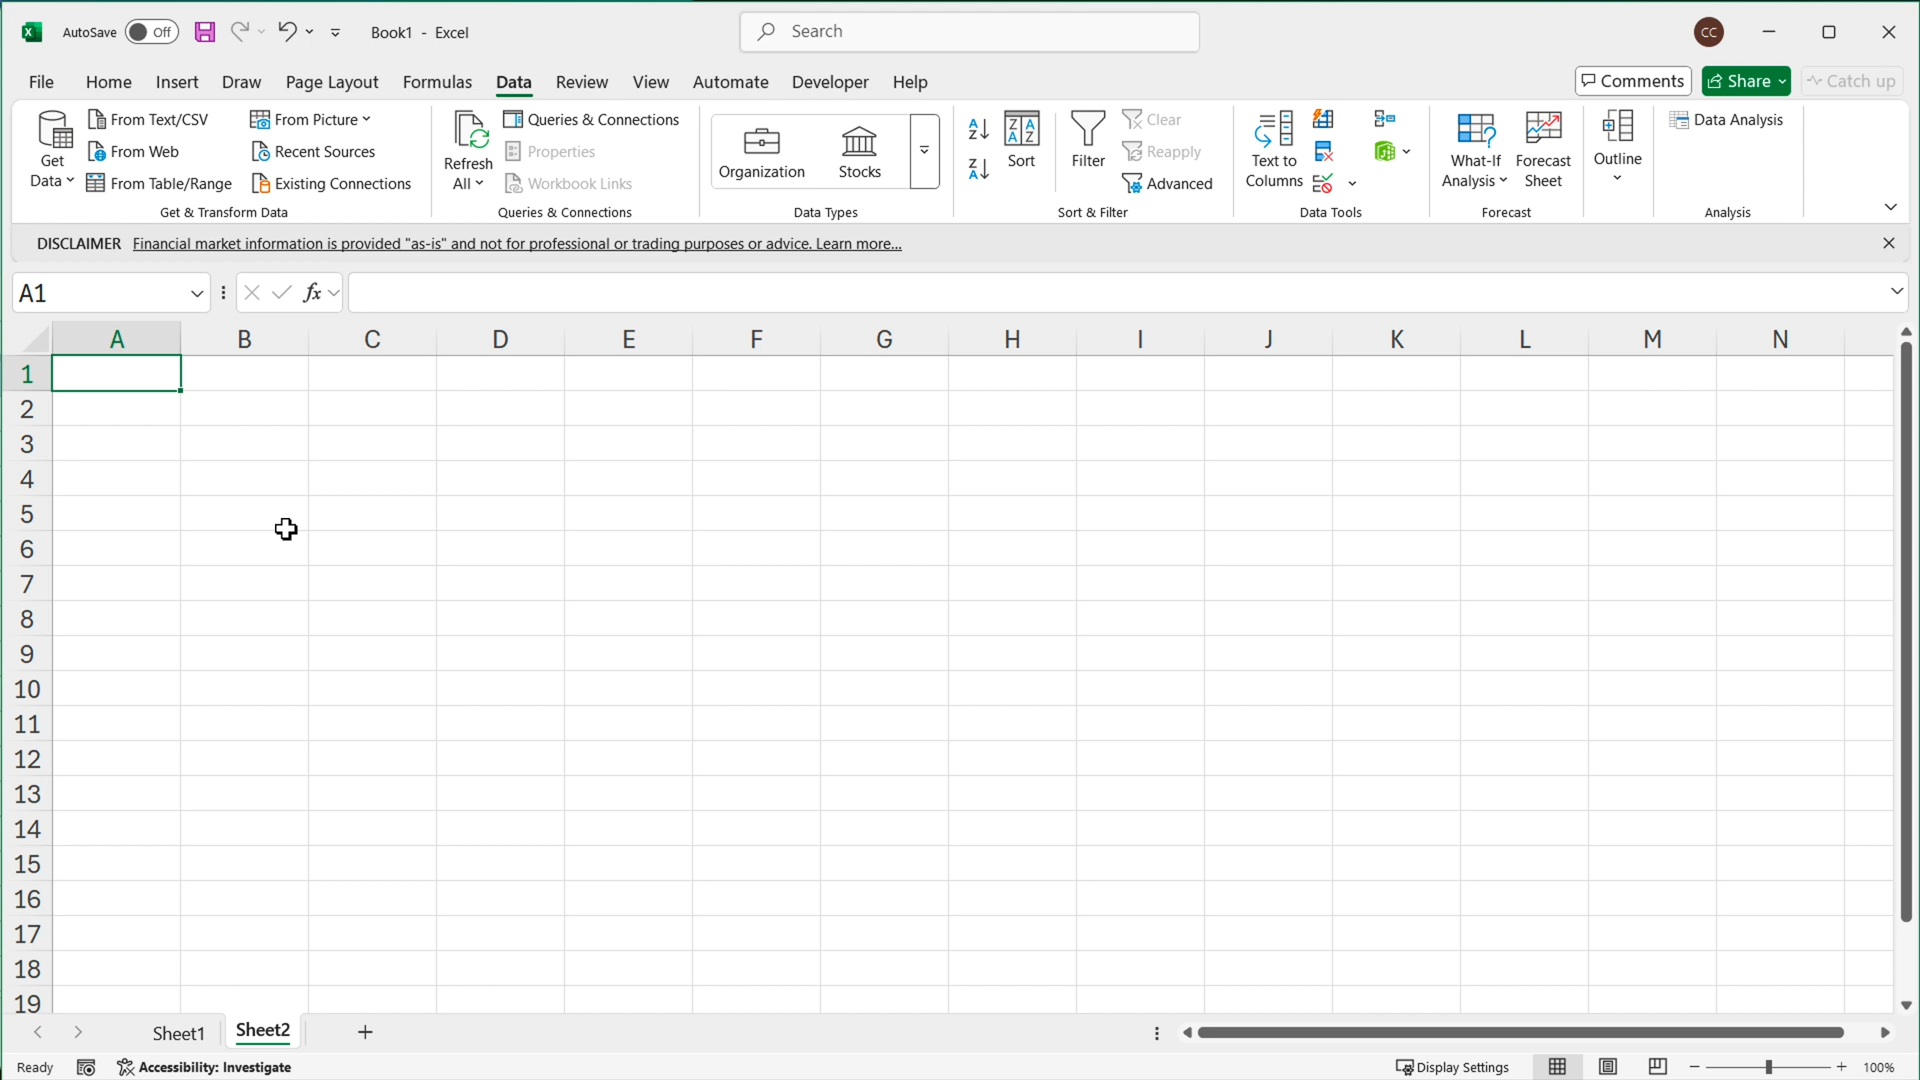 AutoSave Off Book1 - Excel Search CC
File Home Insert Draw Page Layout Formulas Data Review View Automate Developer Help Comments Share Catch up
Get Data
From Text/CSV
From Web
From Table/Range
From Picture
Recent Sources
Existing Connections
Get & Transform Data
Refresh All
Queries & Connections
Properties
Workbook Links
Queries & Connections
Organization Stocks
Data Types
Sort
Filter
Clear
Reapply
Advanced
Sort & Filter
Text to Columns
Data Tools
What-If Analysis
Forecast Sheet
Forecast
Outline
Data Analysis
Analysis
DISCLAIMER Financial market information is provided "as-is" and not for professional or trading purposes or advice. Learn more...
A1 fx
A B C D E F G H I J K L M N
1
2
3
4
5
6
7
8
9
10
11
12
13
14
15
16
17
18
19
Sheet1 Sheet2
Ready Accessibility: Investigate Display Settings 100%